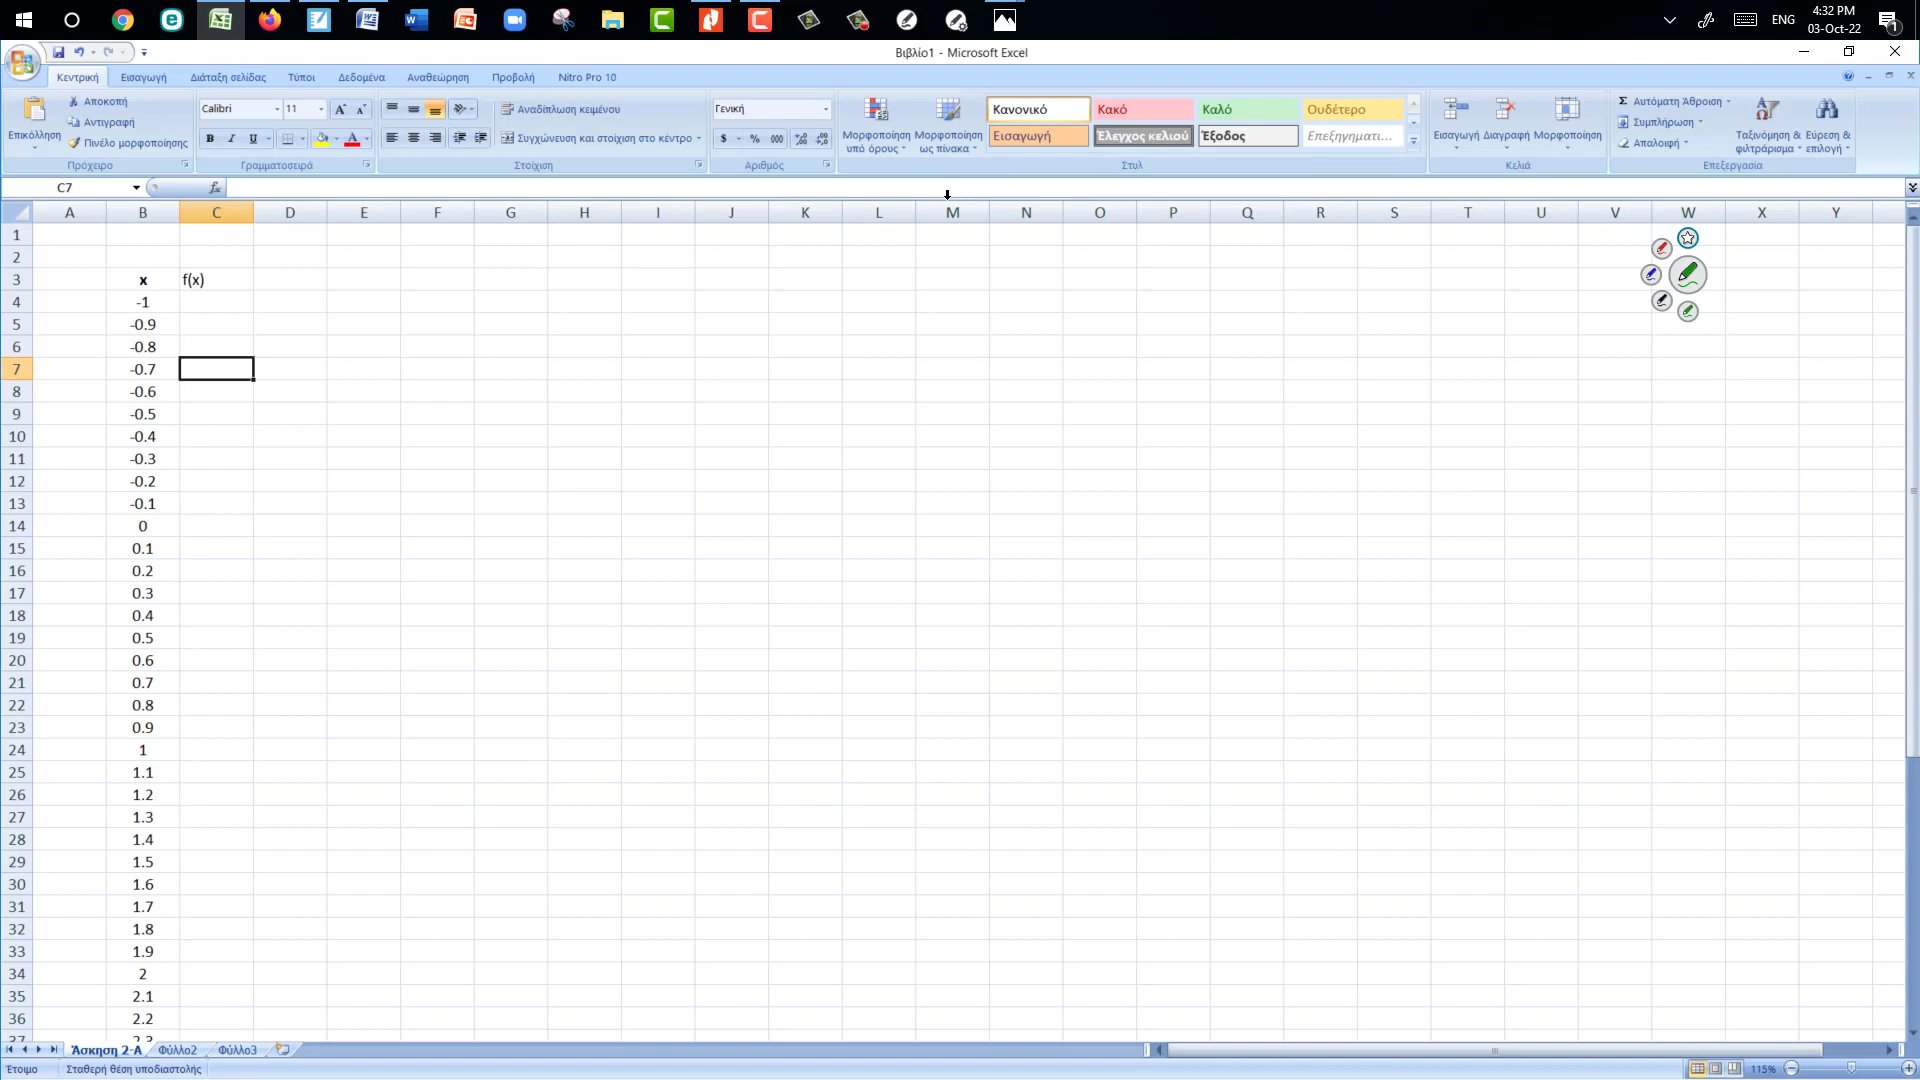 4:32 PM
ENG
03-Oct-22
1
Βιβλίο1 - Microsoft Excel
Κεντρική Εισαγωγή Διάταξη σελίδας Τύποι Δεδομένα Αναθεώρηση Προβολή Nitro Pro 10
Επικόλληση
Αποκοπή
Αντιγραφή
Πινέλο μορφοποίησης
Πρόχειρο
Calibri 11
B I U
Γραμματοσειρά
Αναδίπλωση κειμένου
Συγχώνευση και στοίχιση στο κέντρο
Στοίχιση
Γενική
$ % 000
Αριθμός
Μορφοποίηση υπό όρους
Μορφοποίηση ως πίνακα
Κανονικό Κακό Καλό Ουδέτερο
Εισαγωγή Έλεγχος κελιού Έξοδος Επεξηγηματι...
Στυλ
Εισαγωγή Διαγραφή Μορφοποίηση
Κελιά
Σ Αυτόματη Άθροιση
Συμπλήρωση
Απαλοιφή
Ταξινόμηση & φιλτράρισμα
Εύρεση & επιλογή
Επεξεργασία
C7 fx
A B C D E F G H I J K L M N O P Q R S T U V W X Y
1
2
3 x f(x)
4 -1
5 -0.9
6 -0.8
7 -0.7
8 -0.6
9 -0.5
10 -0.4
11 -0.3
12 -0.2
13 -0.1
14 0
15 0.1
16 0.2
17 0.3
18 0.4
19 0.5
20 0.6
21 0.7
22 0.8
23 0.9
24 1
25 1.1
26 1.2
27 1.3
28 1.4
29 1.5
30 1.6
31 1.7
32 1.8
33 1.9
34 2
35 2.1
36 2.2
37 2.3
Άσκηση 2-Α Φύλλο2 Φύλλο3
Έτοιμο Σταθερή θέση υποδιαστολής 115%